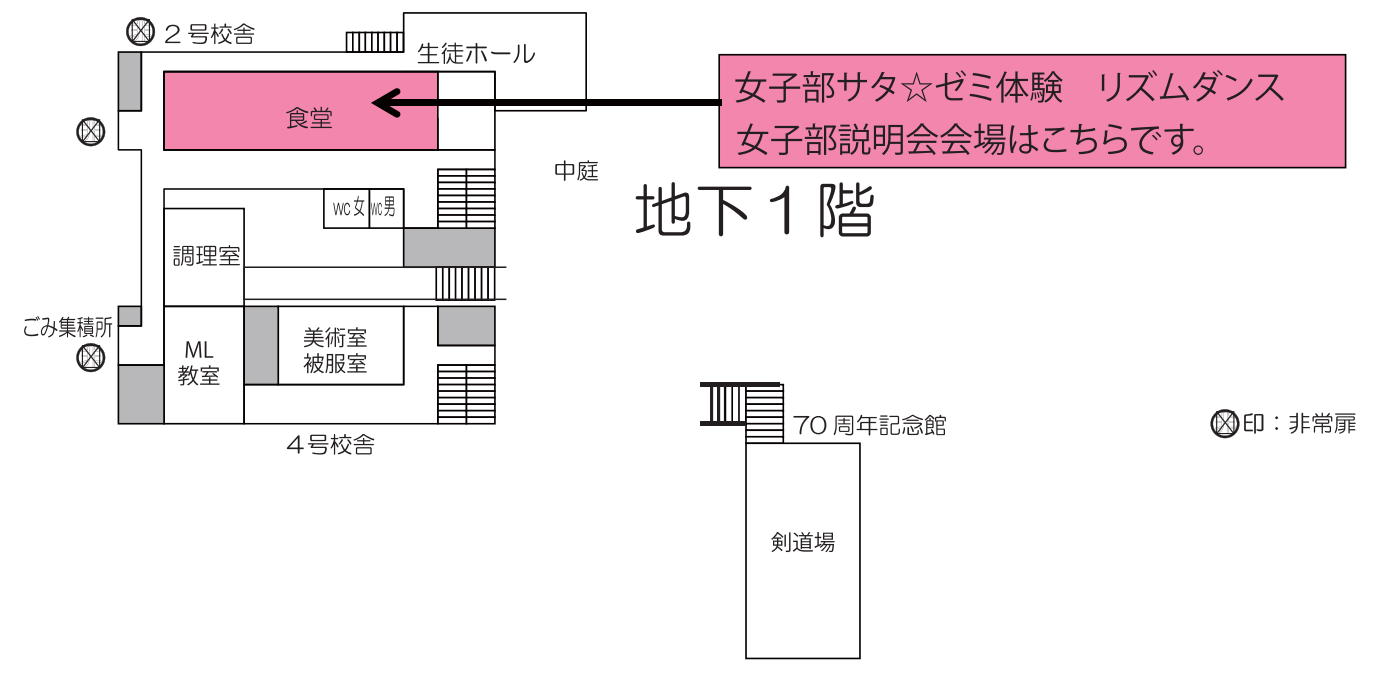 ２号校舎
生徒ホール
女子部サタ☆ゼミ体験　リズムダンス
女子部説明会会場はこちらです。
食堂
中庭
地下１階
WC女
WC男
調理室
ごみ集積所
ML
教室
美術室
被服室
４号校舎
70周年記念館
印：非常扉
剣道場